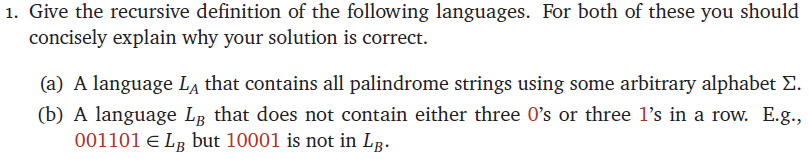 1. Give the recursive definition of the following languages. For both of these you should
concisely explain why your solution is correct.
(a) A language L_A that contains all palindrome strings using some arbitrary alphabet Σ.
(b) A language L_B that does not contain either three 0's or three 1's in a row. E.g.,
001101 ∈ L_B but 10001 is not in L_B.